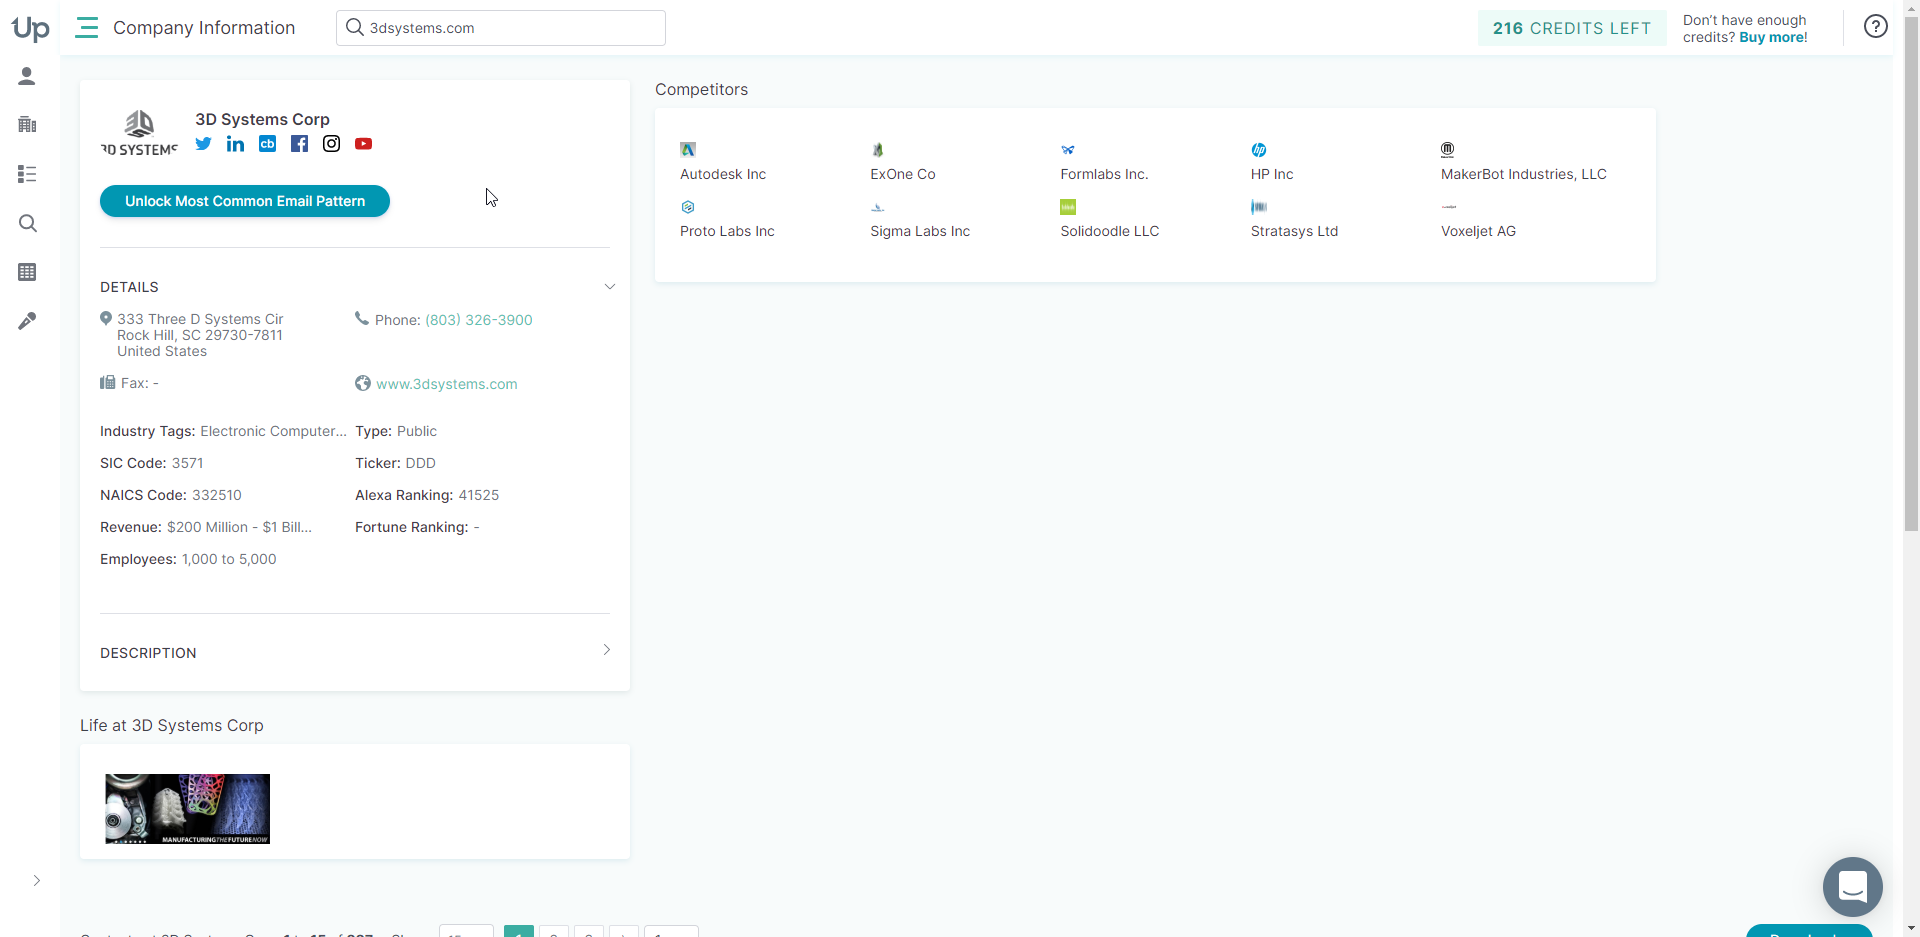 Up
Company Information
3dsystems.com
216 CREDITS LEFT
Don't have enough
credits? Buy more!
3D SYSTEMS
3D Systems Corp
cb
Unlock Most Common Email Pattern
DETAILS
333 Three D Systems Cir
Rock Hill, SC 29730-7811
United States
Phone: (803) 326-3900
Fax: -
www.3dsystems.com
Industry Tags: Electronic Computer...
Type: Public
SIC Code: 3571
Ticker: DDD
NAICS Code: 332510
Alexa Ranking: 41525
Revenue: $200 Million - $1 Bill...
Fortune Ranking: -
Employees: 1,000 to 5,000
DESCRIPTION
Life at 3D Systems Corp
MANUFACTURINGTHEFUTURENOW
Competitors
Autodesk Inc
ExOne Co
Formlabs Inc.
HP Inc
MakerBot Industries, LLC
Proto Labs Inc
Sigma Labs Inc
Solidoodle LLC
Stratasys Ltd
Voxeljet AG